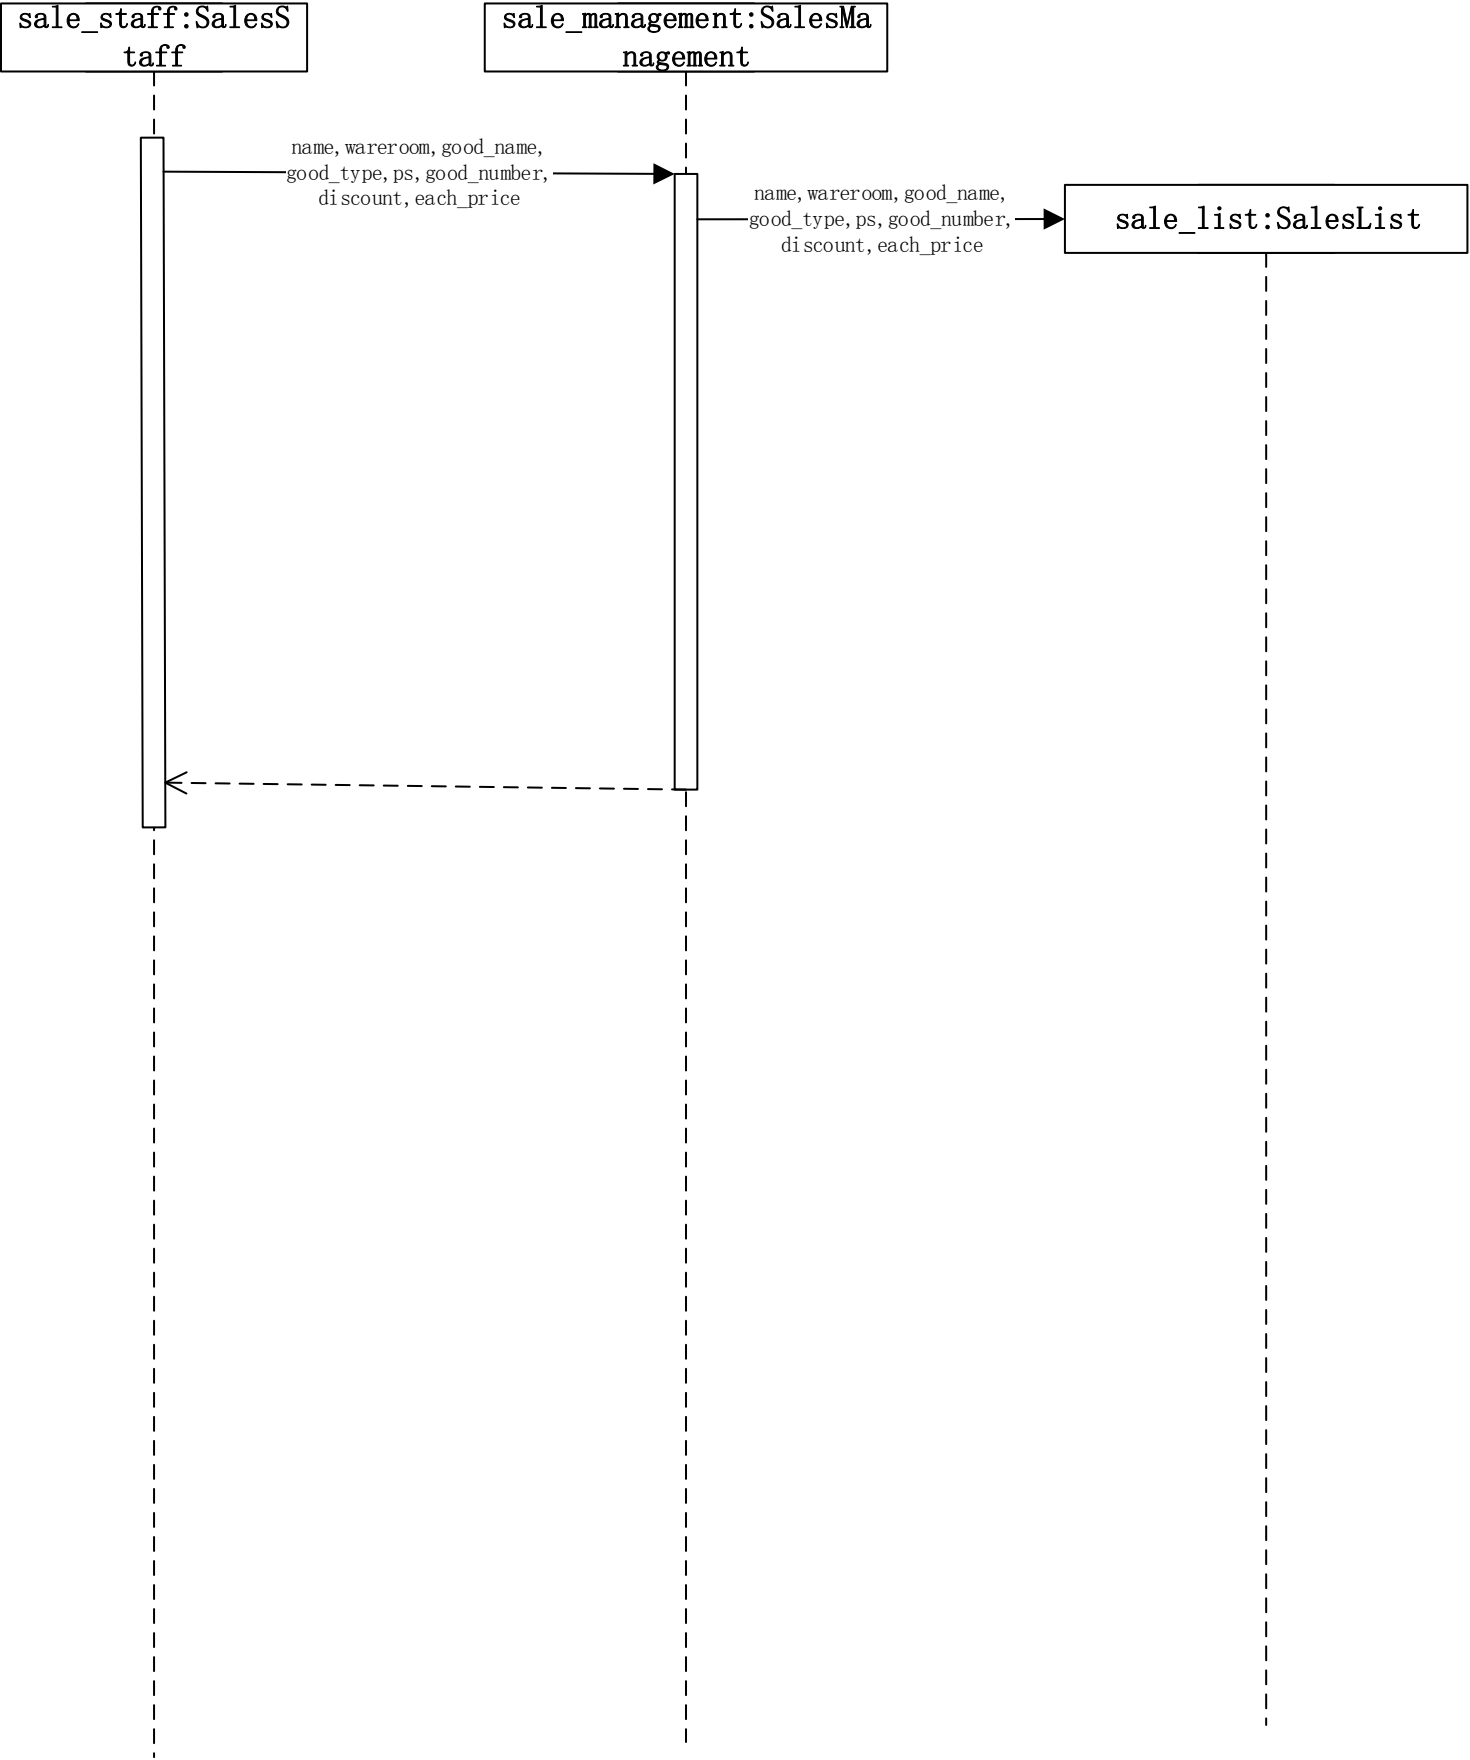 sale_staff:SalesS
taff
sale_management:SalesMa
nagement
name,wareroom,good_name,
good_type,ps,good_number,
discount,each_price
name,wareroom,good_name,
good_type,ps,good_number,
discount,each_price
sale_list:SalesList